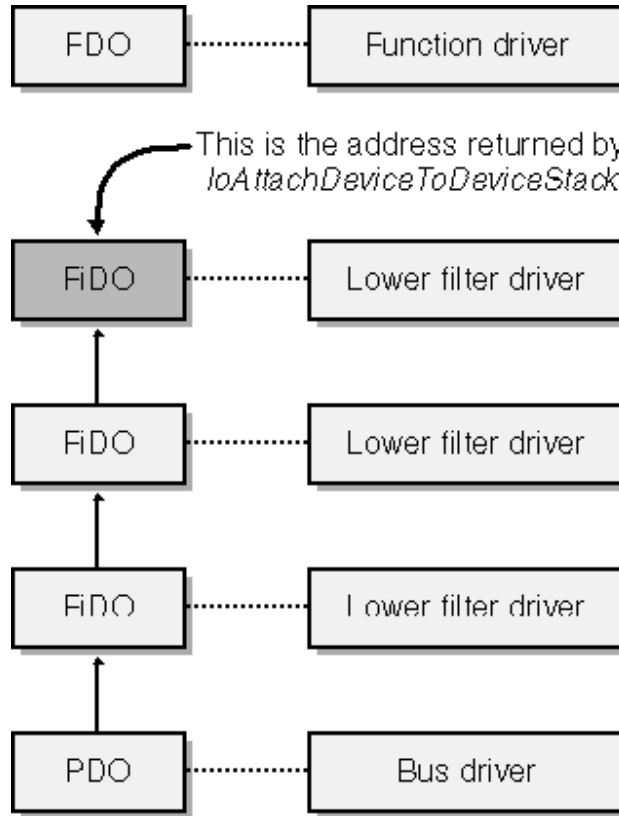 FDO
Function driver
This is the address returned by
IoAttachDeviceToDeviceStack
FiDO
Lower filter driver
FiDO
Lower filter driver
FiDO
Lower filter driver
PDO
Bus driver